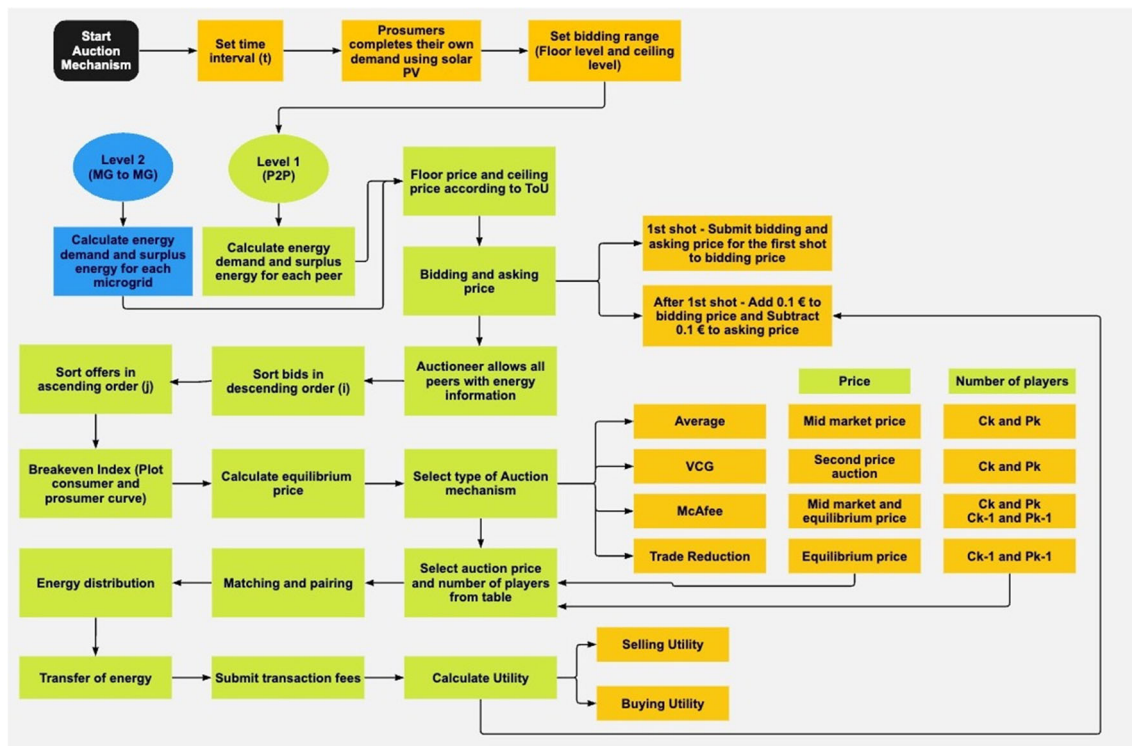 Start
Auction
Mechanism
Set time
interval (t)
Prosumers
completes their own
demand using solar
PV
Set bidding range
(Floor level and ceiling
level)
Level 2
(MG to MG)
Level 1
(P2P)
Floor price and ceiling
price according to ToU
Calculate energy
demand and surplus
energy for each
microgrid
Calculate energy
demand and surplus
energy for each peer
Bidding and asking
price
1st shot - Submit bidding and
asking price for the first shot
to bidding price
After 1st shot - Add 0.1 € to
bidding price and Subtract
0.1 € to asking price
Sort offers in
ascending order (j)
Sort bids in
descending order (i)
Auctioneer allows all
peers with energy
information
Price
Number of players
Average
Mid market price
Ck and Pk
VCG
Second price
auction
Ck and Pk
McAfee
Mid market and
equilibrium price
Ck and Pk
Ck-1 and Pk-1
Trade Reduction
Equilibrium price
Ck-1 and Pk-1
Breakeven Index (Plot
consumer and
prosumer curve)
Calculate equilibrium
price
Select type of Auction
mechanism
Energy distribution
Matching and pairing
Select auction price
and number of players
from table
Transfer of energy
Submit transaction fees
Calculate Utility
Selling Utility
Buying Utility